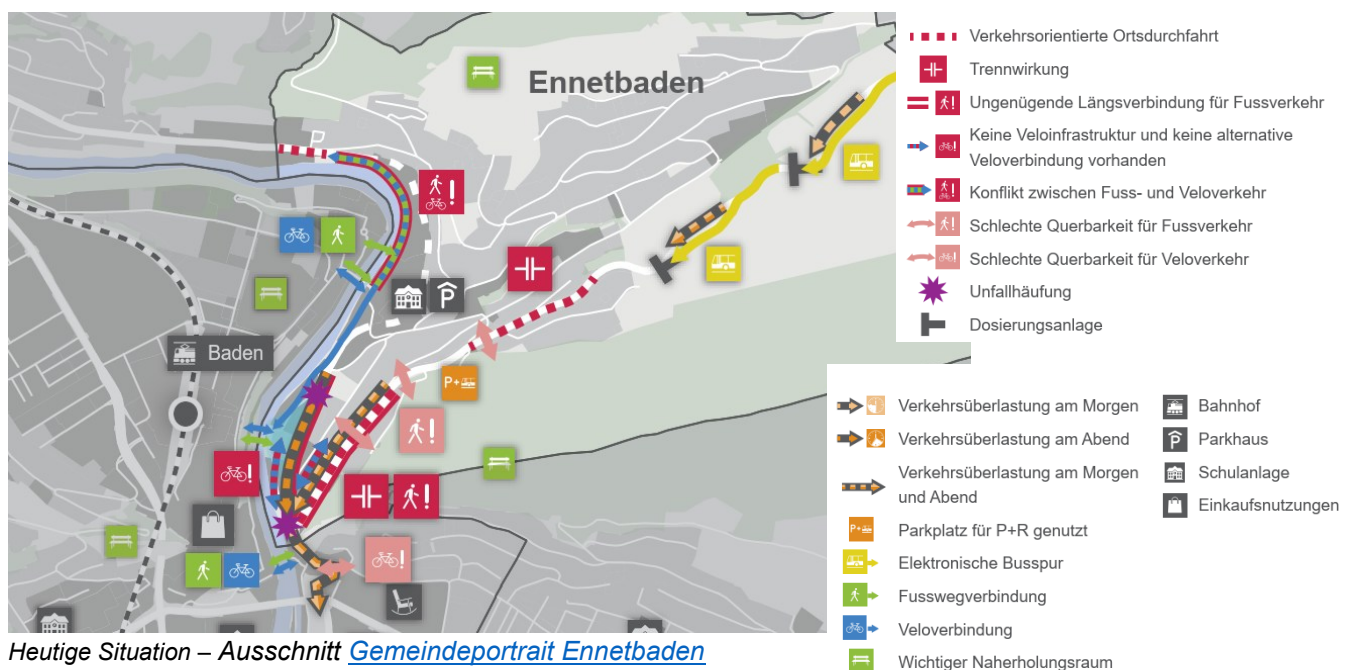 Ennetbaden
Baden
P+
P
Verkehrsorientierte Ortsdurchfahrt
Trennwirkung
Ungenügende Längsverbindung für Fussverkehr
Keine Veloinfrastruktur und keine alternative
Veloverbindung vorhanden
Konflikt zwischen Fuss- und Veloverkehr
Schlechte Querbarkeit für Fussverkehr
Schlechte Querbarkeit für Veloverkehr
Unfallhäufung
Dosierungsanlage
Verkehrsüberlastung am Morgen
Verkehrsüberlastung am Abend
Verkehrsüberlastung am Morgen
und Abend
P+ Parkplatz für P+R genutzt
Elektronische Busspur
Fusswegverbindung
Veloverbindung
Wichtiger Naherholungsraum
Bahnhof
P Parkhaus
Schulanlage
Einkaufsnutzungen
Heutige Situation – Ausschnitt Gemeindeportrait Ennetbaden